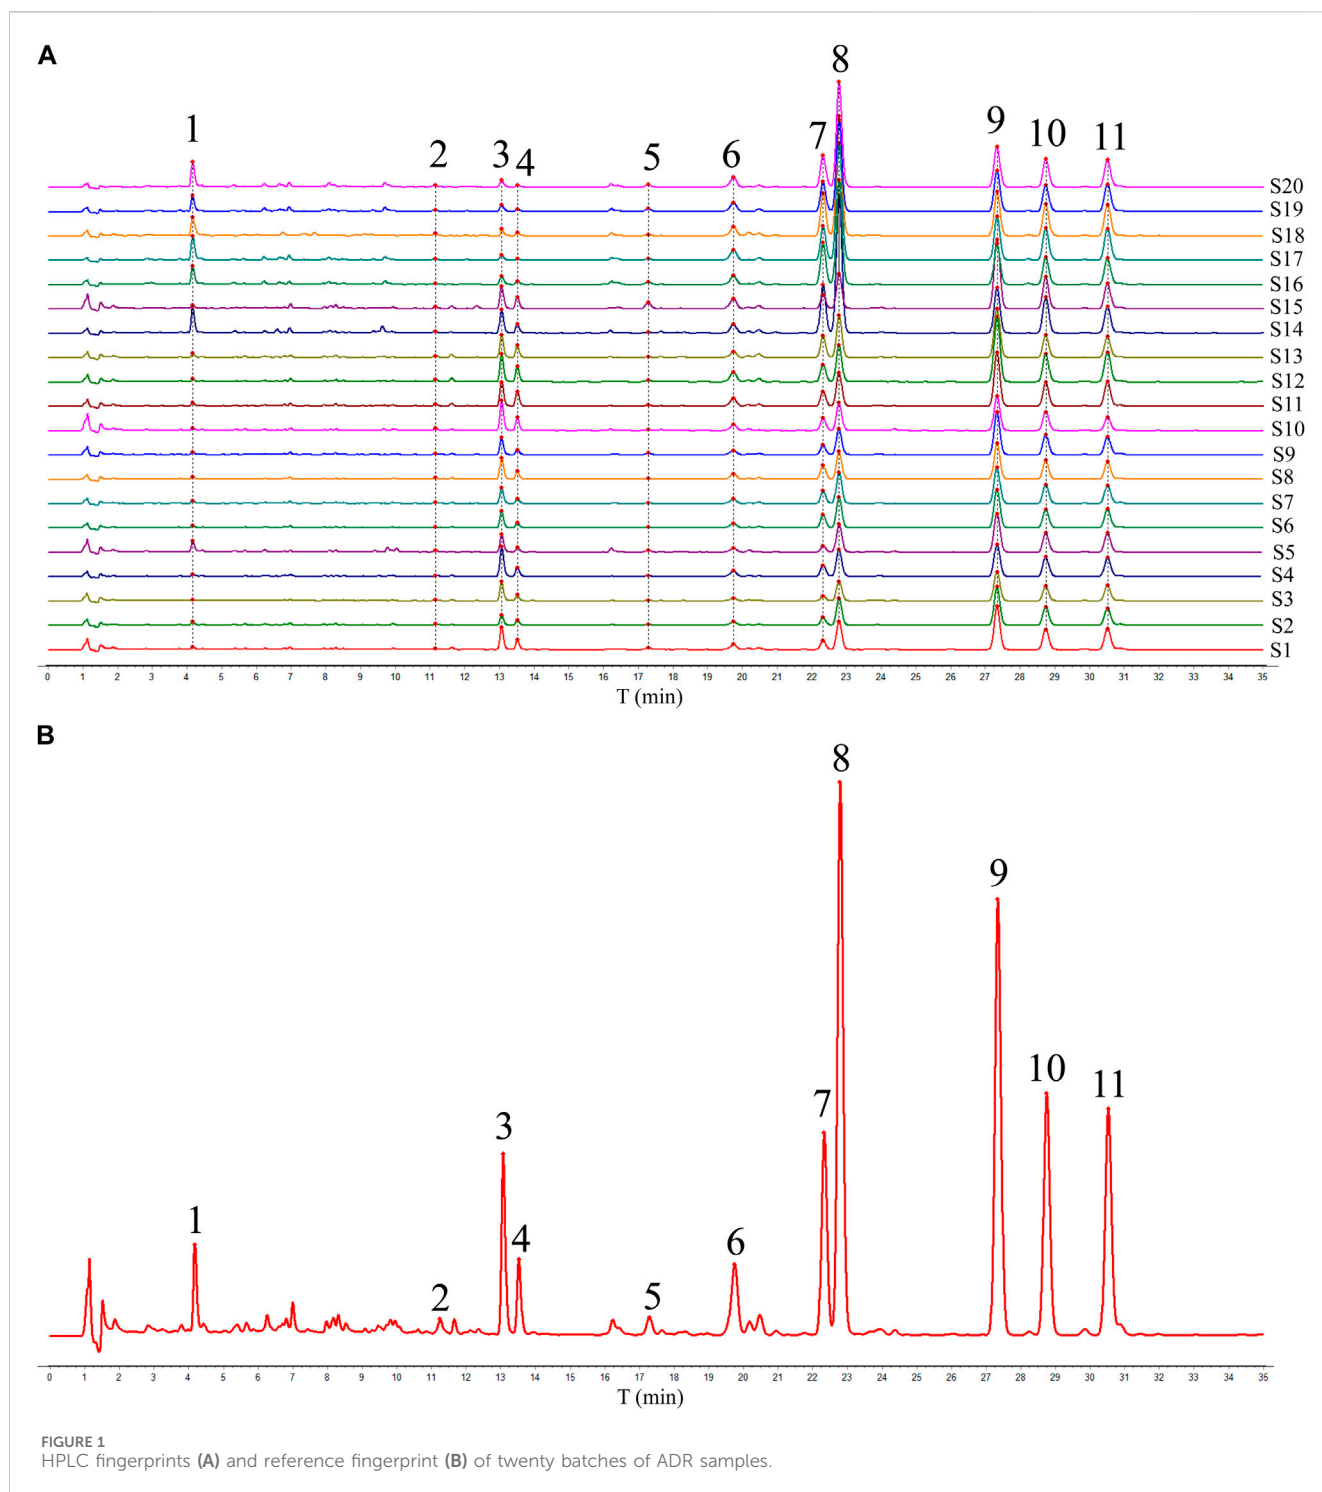 A
1 2 3 4 5 6 7 8 9 10 11
S20
S19
S18
S17
S16
S15
S14
S13
S12
S11
S10
S9
S8
S7
S6
S5
S4
S3
S2
S1
0 1 2 3 4 5 6 7 8 9 10 11 12 13 14 15 16 17 18 19 20 21 22 23 24 25 26 27 28 29 30 31 32 33 34 35
T (min)
B
1 2 3 4 5 6 7 8 9 10 11
0 1 2 3 4 5 6 7 8 9 10 11 12 13 14 15 16 17 18 19 20 21 22 23 24 25 26 27 28 29 30 31 32 33 34 35
T (min)
FIGURE 1
HPLC fingerprints (A) and reference fingerprint (B) of twenty batches of ADR samples.